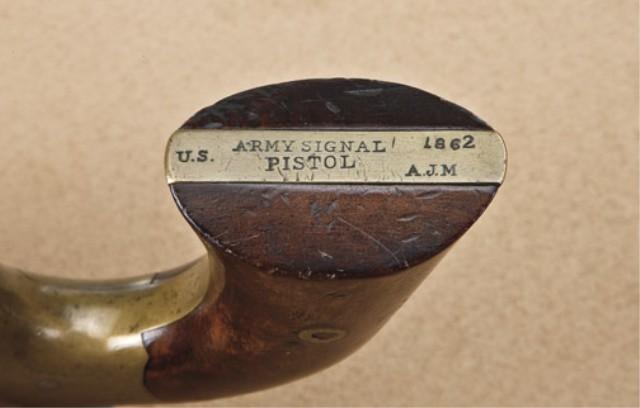 U.S. ARMY SIGNAL 1862
PISTOL A.J.M